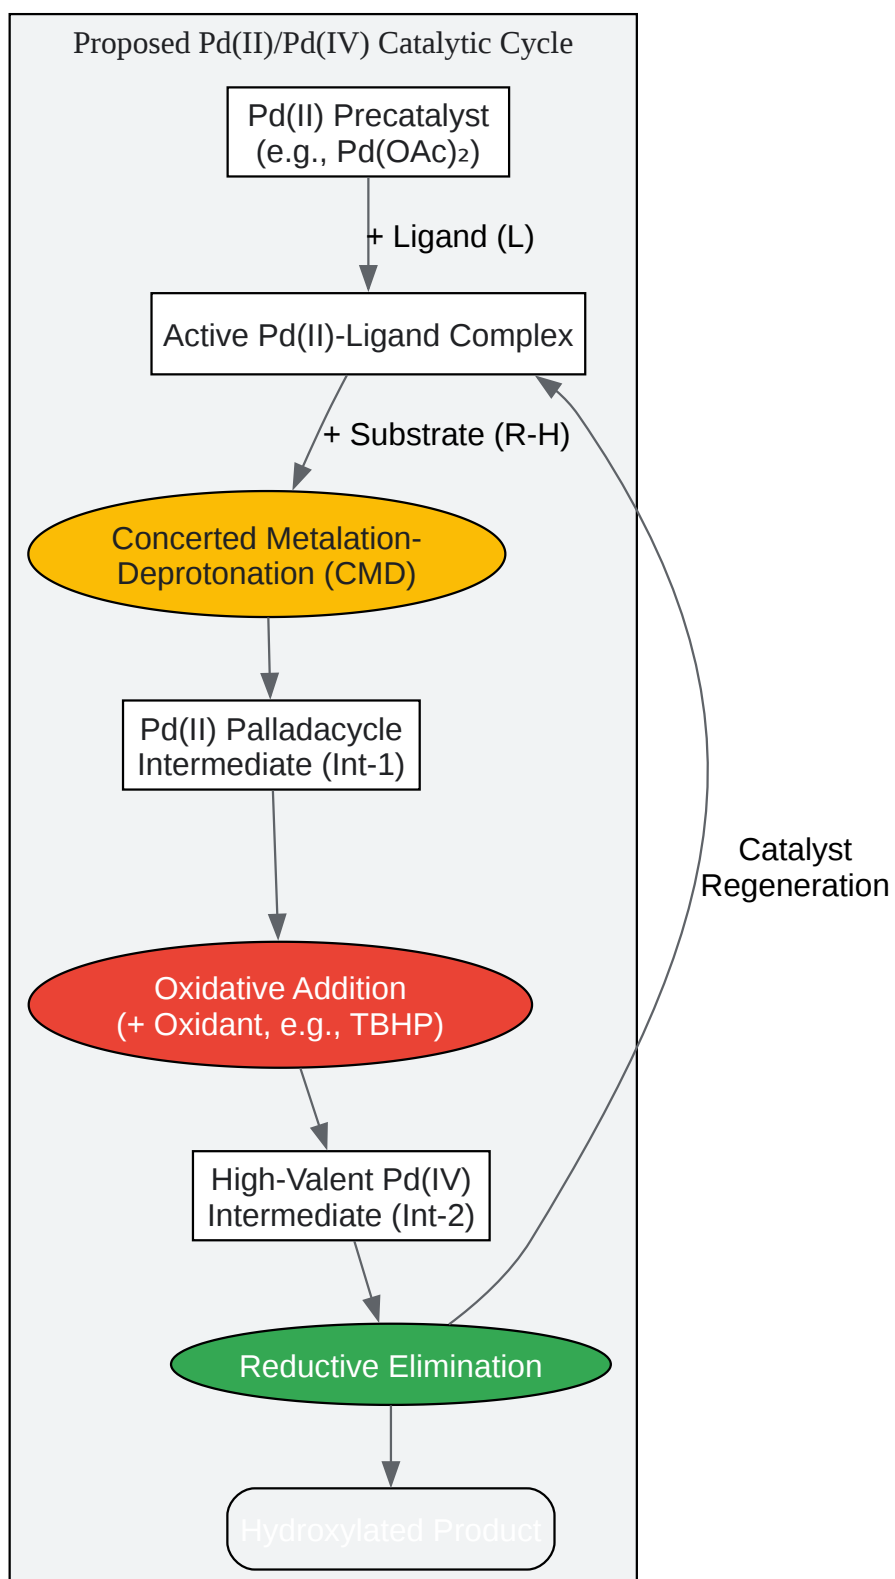 Proposed Pd(II)/Pd(IV) Catalytic Cycle
Pd(II) Precatalyst
(e.g., Pd(OAc)₂)
+ Ligand (L)
Active Pd(II)-Ligand Complex
+ Substrate (R-H)
Concerted Metalation-
Deprotonation (CMD)
Pd(II) Palladacycle
Intermediate (Int-1)
Catalyst
Regeneration
Oxidative Addition
(+ Oxidant, e.g., TBHP)
High-Valent Pd(IV)
Intermediate (Int-2)
Reductive Elimination
Hydroxylated Product